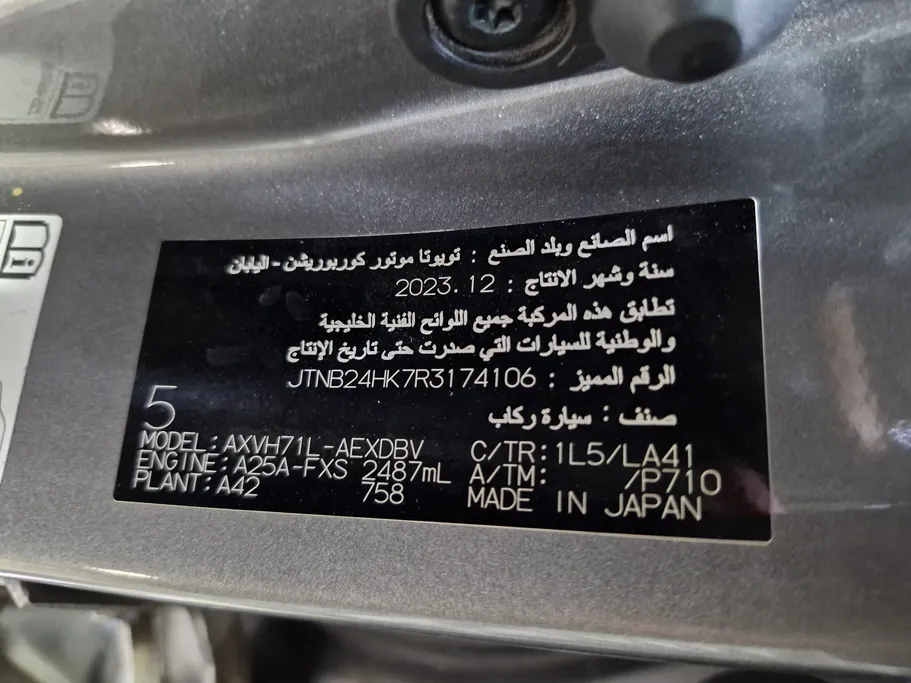 اسم الصانع وبلد الصنع : تويوتا موتور كوربوريشن - اليابان
سنة وشهر الانتاج : 2023.12
تطابق هذه المركبة جميع اللوائح الفنية الخليجية
والوطنية للسيارات التي صدرت حتى تاريخ الإنتاج
الرقم المميز : JTNB24HK7R3174106
صنف : سيارة ركاب
5
MODEL:AXVH71L-AEXDBV C/TR:1L5/LA41
ENGINE:A25A-FXS 2487mL A/TM: /P710
PLANT:A42 758 MADE IN JAPAN